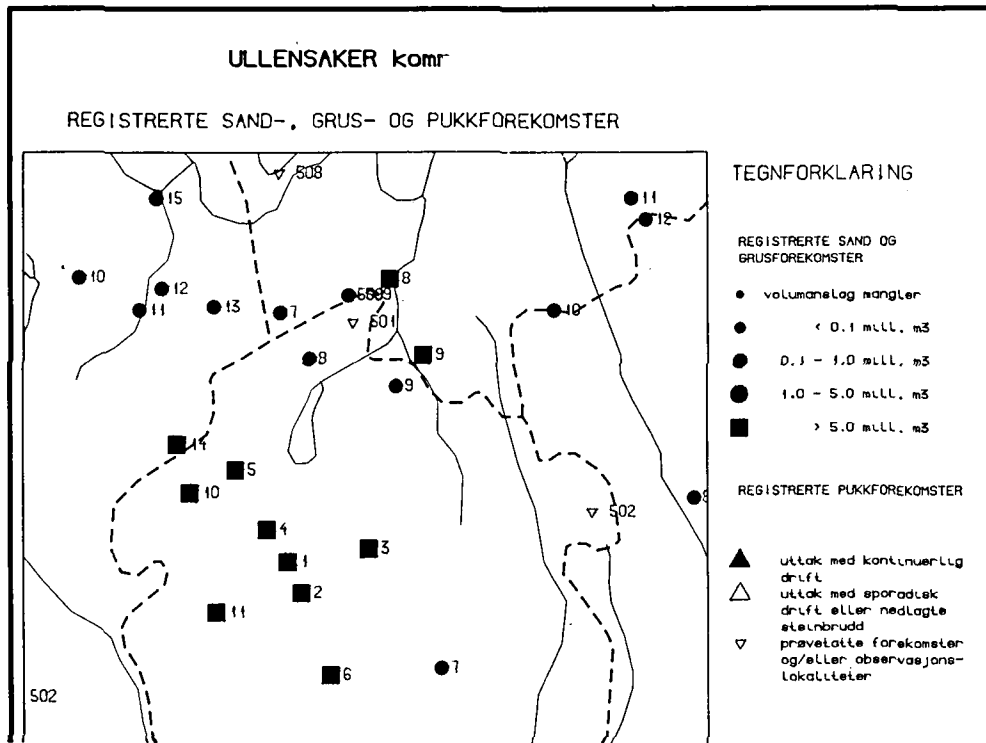 ULLENSAKER komr
REGISTRERTE SAND-, GRUS- OG PUKKFOREKOMSTER
508
15
10
12
11
13
7
8
501
8
9
9
11
12
10
14
5
10
4
1
3
2
11
6
7
502
8
502
TEGNFORKLARING
REGISTRERTE SAND OG
GRUSFOREKOMSTER
volumanslag mangler
< 0.1 mill. m3
0.1 - 1.0 mill. m3
1.0 - 5.0 mill. m3
> 5.0 mill. m3
REGISTRERTE PUKKFOREKOMSTER
uttak med kontinuerlig
drift
uttak med sporadisk
drift eller nedlagte
steinbrudd
prøvetatte forekomster
og/eller observasjons-
lokaliteter